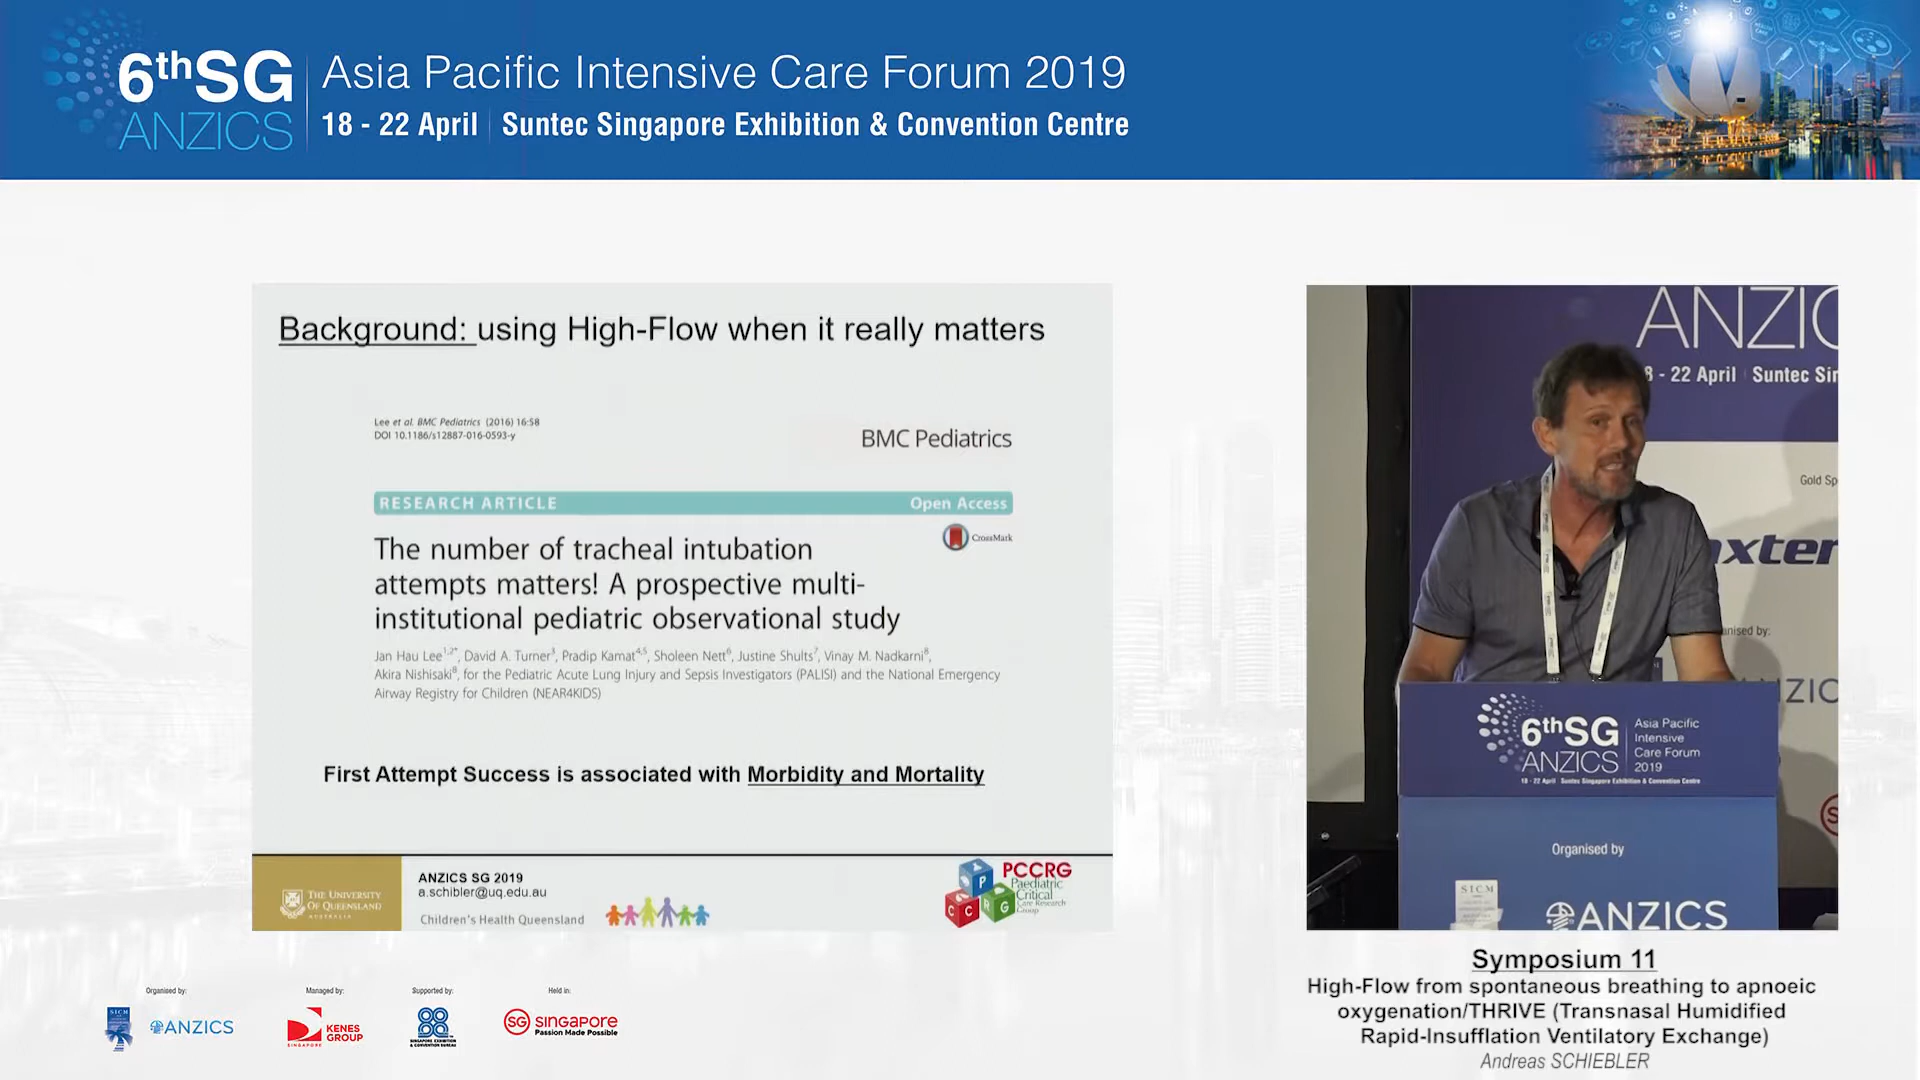 6thSG
ANZICS
Asia Pacific Intensive Care Forum 2019
18 - 22 April | Suntec Singapore Exhibition & Convention Centre
Background: using High-Flow when it really matters
Lee et al. BMC Pediatrics (2016) 16:58
DOI 10.1186/s12887-016-0593-y
BMC Pediatrics
RESEARCH ARTICLE
Open Access
CrossMark
The number of tracheal intubation
attempts matters! A prospective multi-
institutional pediatric observational study
Jan Hau Lee1,2*, David A. Turner3, Pradip Kamat4,5, Sholeen Nett6, Justine Shults7, Vinay M. Nadkarni8,
Akira Nishisaki8, for the Pediatric Acute Lung Injury and Sepsis Investigators (PALISI) and the National Emergency
Airway Registry for Children (NEAR4KIDS)
First Attempt Success is associated with Morbidity and Mortality
THE UNIVERSITY
OF QUEENSLAND
AUSTRALIA
ANZICS SG 2019
a.schibler@uq.edu.au
Children's Health Queensland
P
C C R G
PCCRG
Paediatric
Critical
Care Research
Group
ANZIC
8 - 22 April | Suntec Sin
Gold Sp
axter
anised by:
NZIC
6thSG
ANZICS
Asia Pacific
Intensive
Care Forum
2019
18 - 22 April Suntec Singapore Exhibition & Convention Centre
Organised by
SICM
ANZICS
Symposium 11
High-Flow from spontaneous breathing to apnoeic
oxygenation/THRIVE (Transnasal Humidified
Rapid-Insufflation Ventilatory Exchange)
Andreas SCHIEBLER
Organised by:
SICM
ANZICS
Managed by:
KENES
GROUP
SINGAPORE
Supported by:
SINGAPORE EXHIBITION
& CONVENTION BUREAU
Held in:
SG SINGAPORE
Passion Made Possible